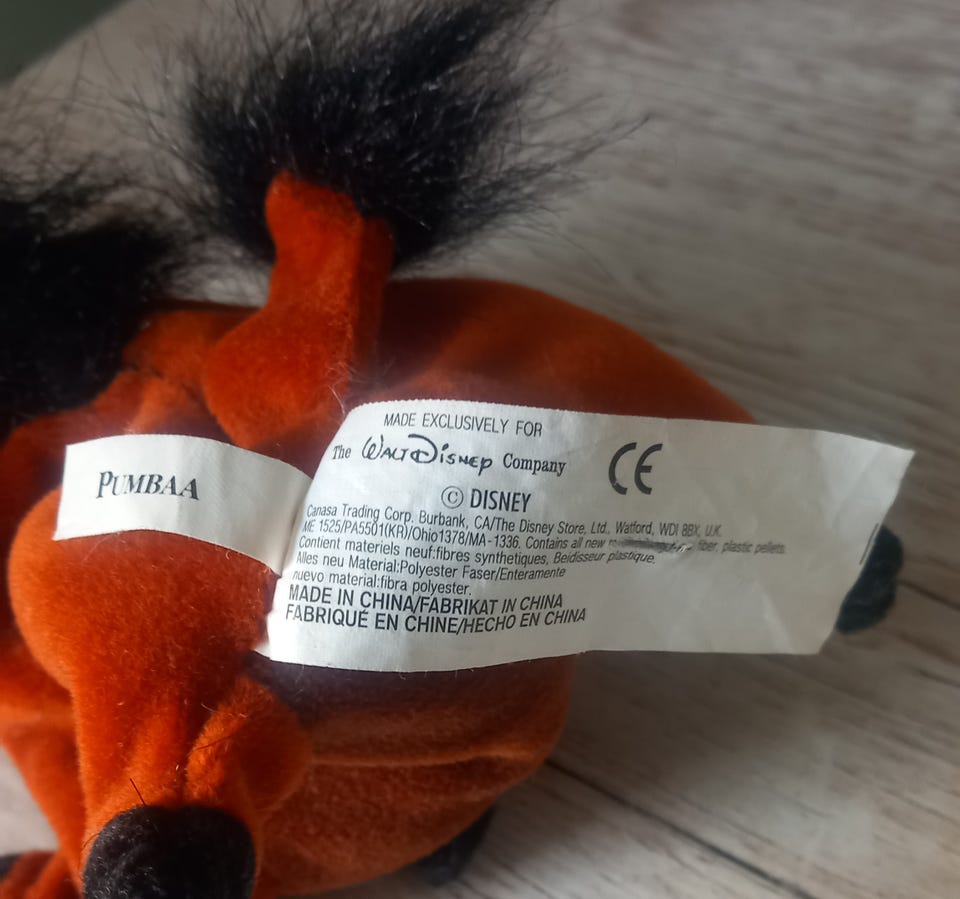 PUMBAA
MADE EXCLUSIVELY FOR
The WALT DISNEY Company
CE
© DISNEY
Canasa Trading Corp. Burbank, CA/The Disney Store, Ltd., Watford, WD1 8BX, U.K.
ME 1525/PA5501(KR)/Ohio1378/MA-1336. Contains all new fiber, plastic pellets.
Contient materiels neuf:fibres synthetiques, Beidisseur plastique,
Alles neu Material:Polyester Faser/Enteramente
nuevo material:fibra polyester.
MADE IN CHINA/FABRIKAT IN CHINA
FABRIQUÉ EN CHINE/HECHO EN CHINA